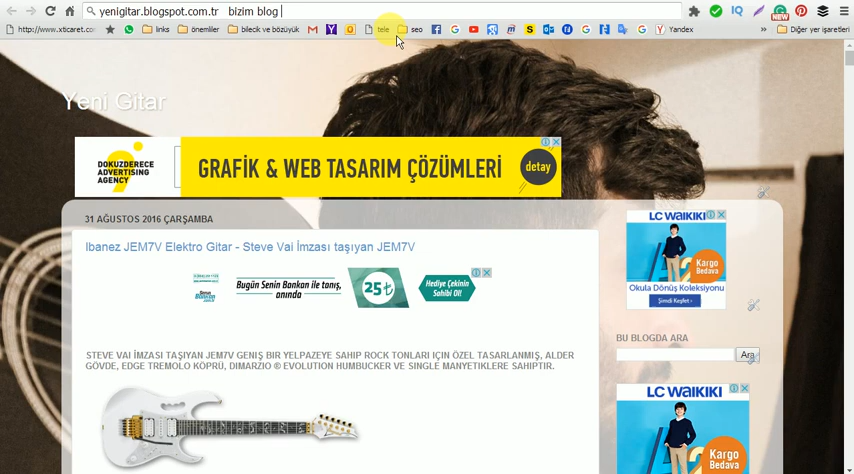 yenigitar.blogspot.com.tr bizim blog
http://www.xticaret.com
links
önemliler
bilecik ve bözüyük
tele
seo
Yandex
» Diğer yer işaretleri
NEW
Yeni Gitar
DOKUZDERECE
ADVERTISING
AGENCY
GRAFİK & WEB TASARIM ÇÖZÜMLERİ
detay
31 AĞUSTOS 2016 ÇARŞAMBA
Ibanez JEM7V Elektro Gitar - Steve Vai İmzası taşıyan JEM7V
Bugün Senin Bankan ile tanış,
anında
25₺
Hediye Çekinin
Sahibi Ol!
STEVE VAI İMZASI TAŞIYAN JEM7V GENIŞ BIR YELPAZEYE SAHIP ROCK TONLARI IÇIN ÖZEL TASARLANMIŞ, ALDER
GÖVDE, EDGE TREMOLO KÖPRÜ, DIMARZIO ® EVOLUTION HUMBUCKER VE SINGLE MANYETIKLERE SAHIPTIR.
LC WAIKIKI
Kargo
Bedava
Okula Dönüş Koleksiyonu
Şimdi Keşfet ›
BU BLOGDA ARA
Ara
LC WAIKIKI
Kargo
Bedava